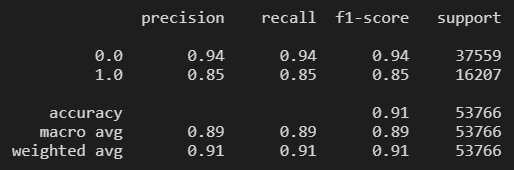 precision recall f1-score support
0.0 0.94 0.94 0.94 37559
1.0 0.85 0.85 0.85 16207
accuracy 0.91 53766
macro avg 0.89 0.89 0.89 53766
weighted avg 0.91 0.91 0.91 53766